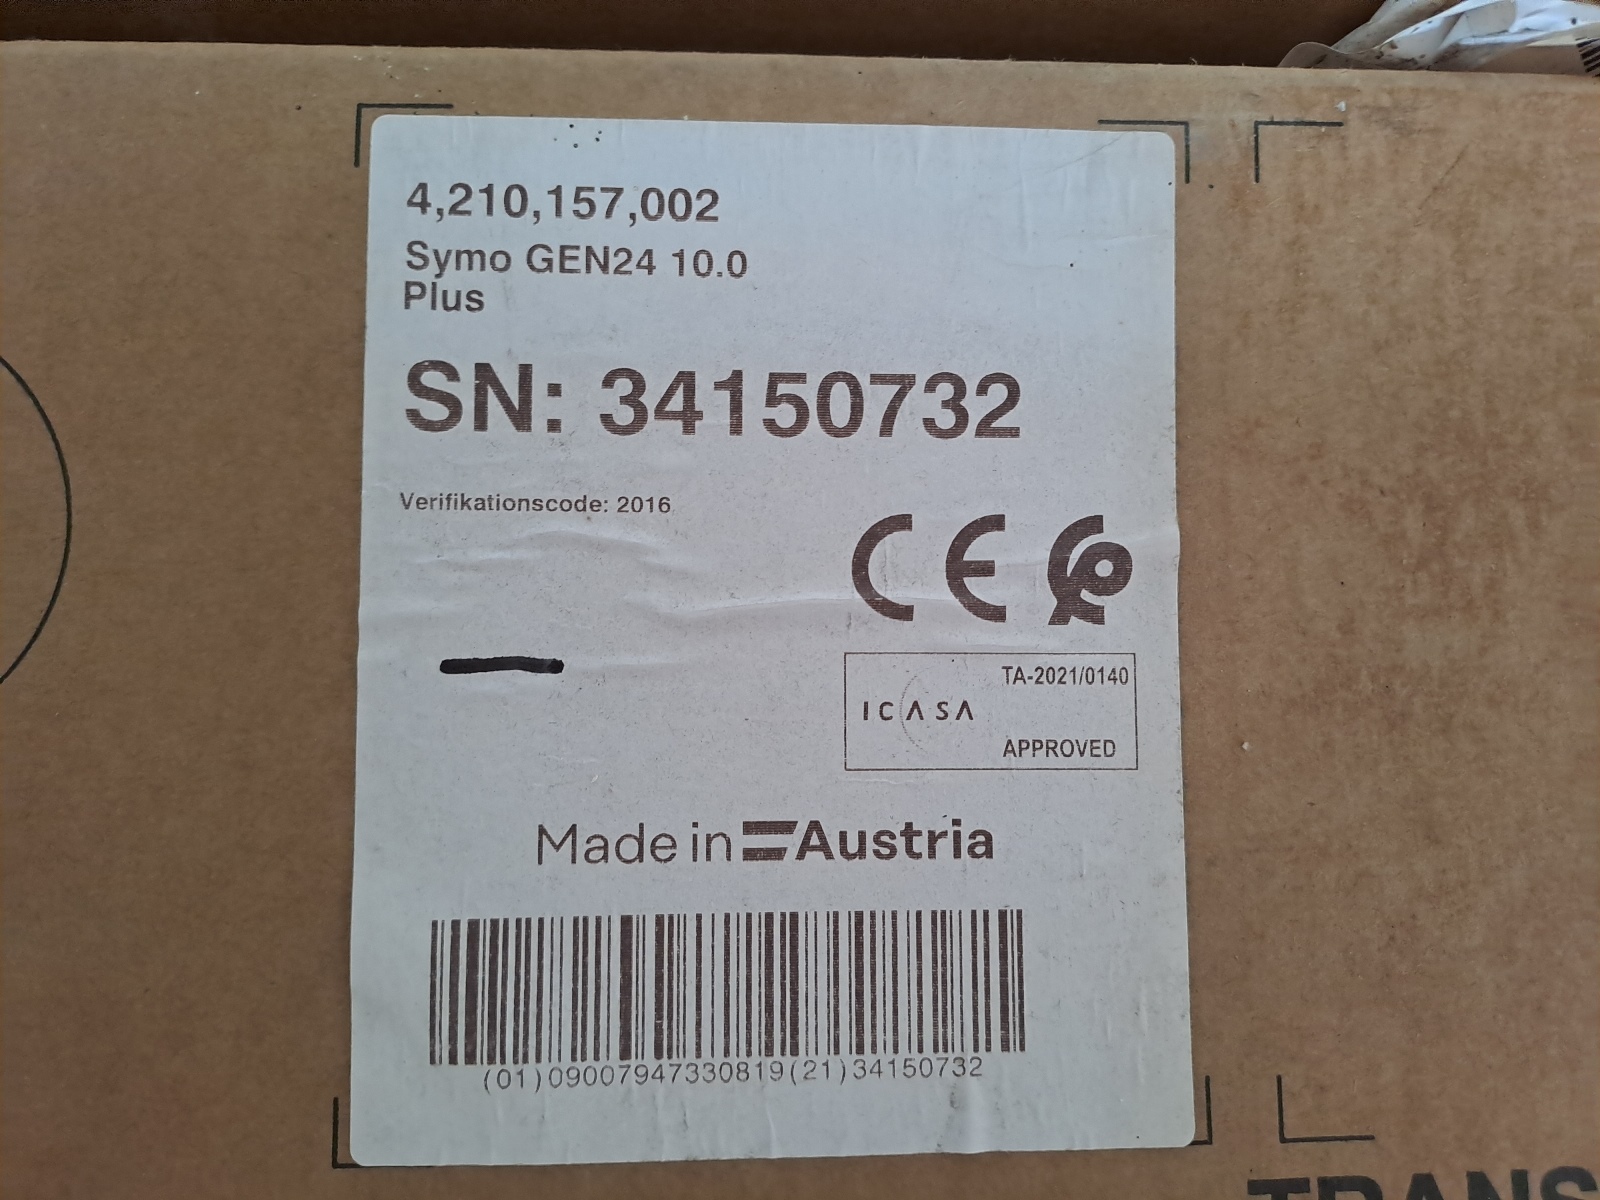 4,210,157,002
Symo GEN24 10.0
Plus
SN: 34150732
Verifikationscode: 2016
CE
TA-2021/0140
ICASA
APPROVED
Made in Austria
(01)09007947330819(21)34150732
TRANS